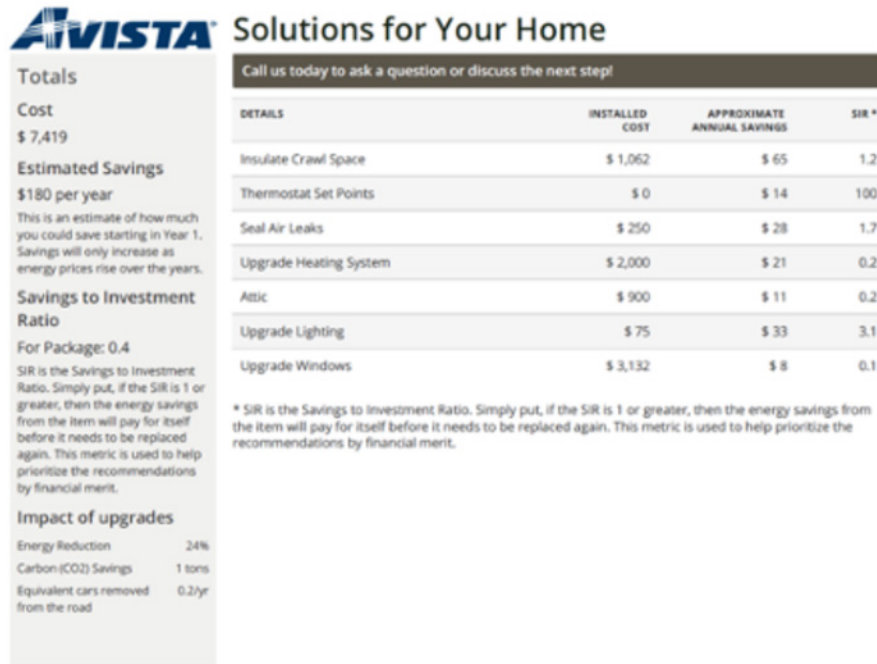 AVISTA
Solutions for Your Home
Totals
Cost
$ 7,419
Estimated Savings
$180 per year
This is an estimate of how much
you could save starting in Year 1.
Savings will only increase as
energy prices rise over the years.
Savings to Investment
Ratio
For Package: 0.4
SIR is the Savings to Investment
Ratio. Simply put, if the SIR is 1 or
greater, then the energy savings
from the item will pay for itself
before it needs to be replaced
again. This metric is used to help
prioritize the recommendations
by financial merit.
Impact of upgrades
Energy Reduction 24%
Carbon (CO2) Savings 1 tons
Equivalent cars removed 0.2/yr
from the road
Call us today to ask a question or discuss the next step!
DETAILS INSTALLED APPROXIMATE SIR *
COST ANNUAL SAVINGS
Insulate Crawl Space $ 1,062 $ 65 1.2
Thermostat Set Points $ 0 $ 14 100
Seal Air Leaks $ 250 $ 28 1.7
Upgrade Heating System $ 2,000 $ 21 0.2
Attic $ 900 $ 11 0.2
Upgrade Lighting $ 75 $ 33 3.1
Upgrade Windows $ 3,132 $ 8 0.1
* SIR is the Savings to Investment Ratio. Simply put, if the SIR is 1 or greater, then the energy savings from
the item will pay for itself before it needs to be replaced again. This metric is used to help prioritize the
recommendations by financial merit.